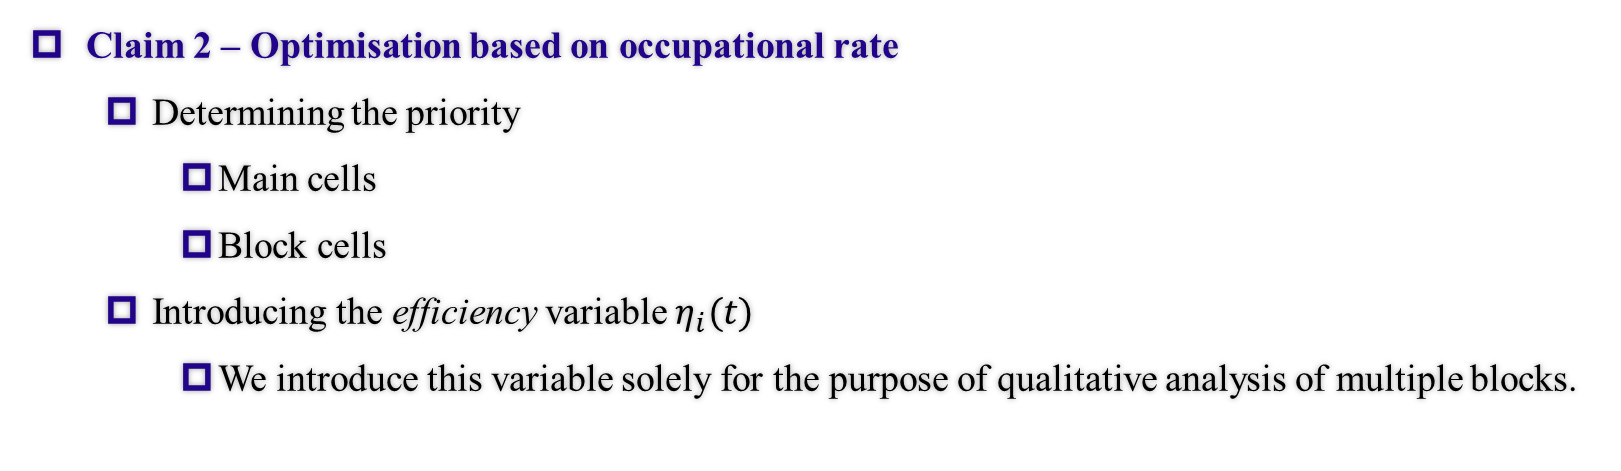 Claim 2 – Optimisation based on occupational rate
Determining the priority
Main cells
Block cells
Introducing the efficiency variable 𝜂𝑖(𝑡)
We introduce this variable solely for the purpose of qualitative analysis of multiple blocks.